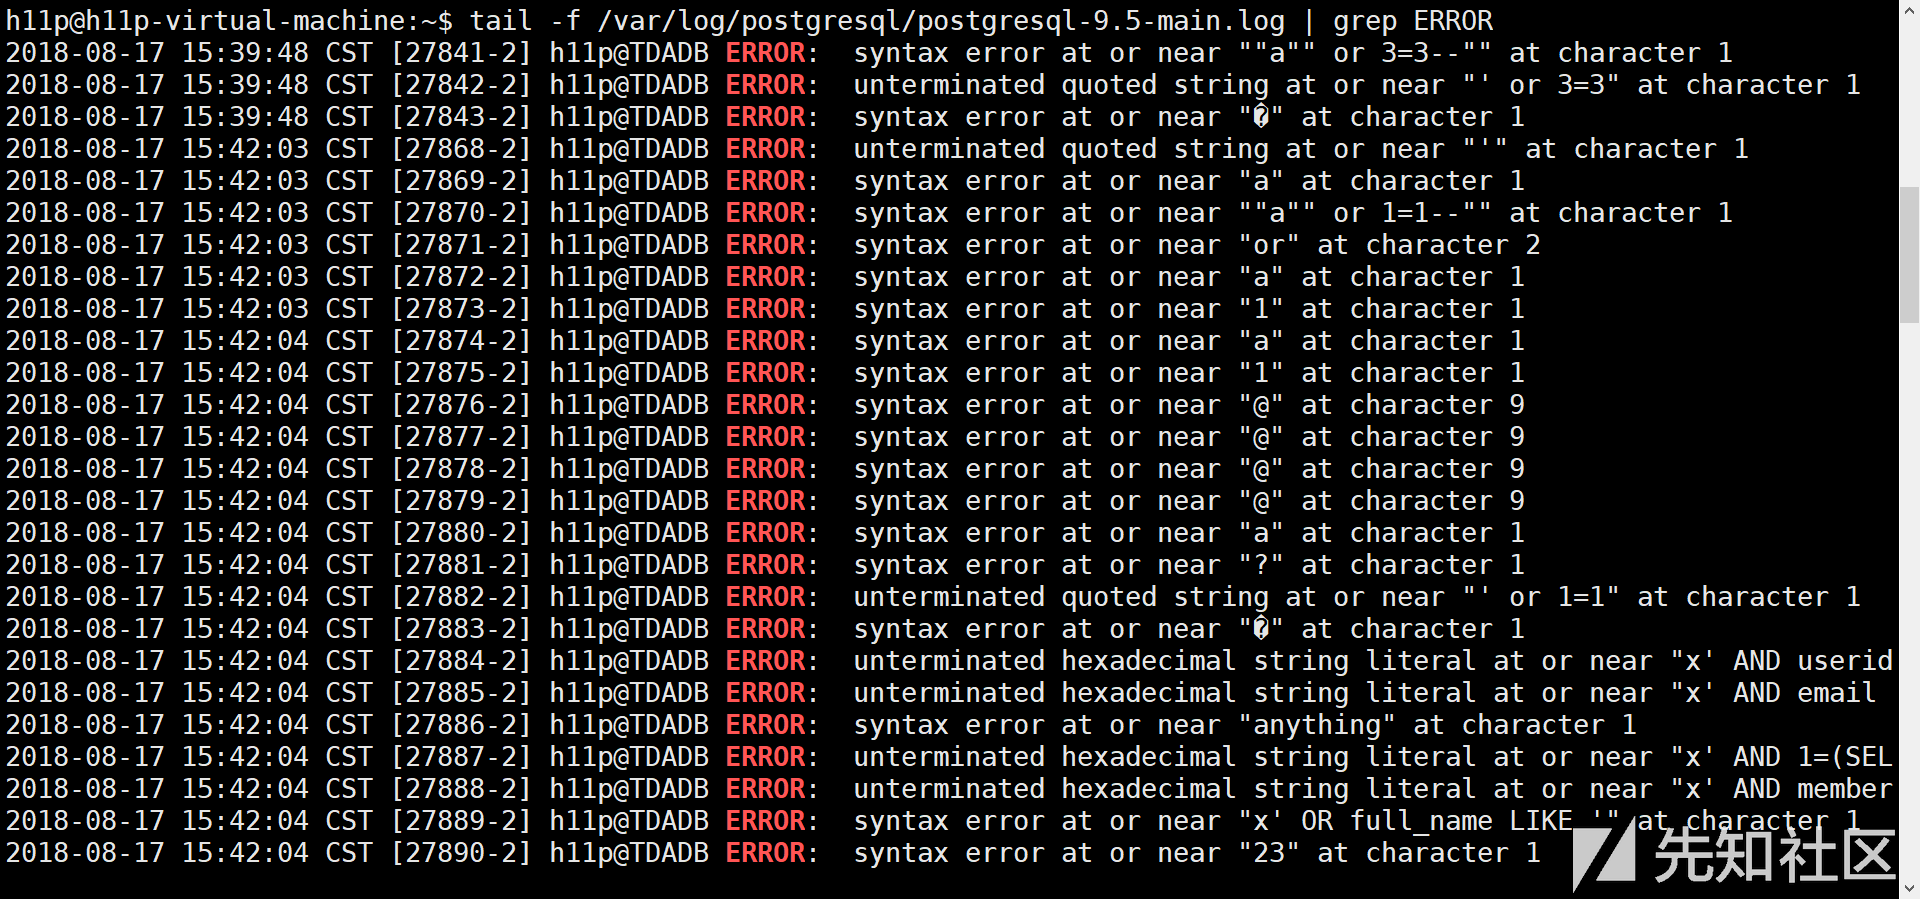 h11p@h11p-virtual-machine:~$ tail -f /var/log/postgresql/postgresql-9.5-main.log | grep ERROR
2018-08-17 15:39:48 CST [27841-2] h11p@TDADB ERROR:  syntax error at or near ""a"" or 3=3--"" at character 1
2018-08-17 15:39:48 CST [27842-2] h11p@TDADB ERROR:  unterminated quoted string at or near "' or 3=3" at character 1
2018-08-17 15:39:48 CST [27843-2] h11p@TDADB ERROR:  syntax error at or near "�" at character 1
2018-08-17 15:42:03 CST [27868-2] h11p@TDADB ERROR:  unterminated quoted string at or near "'" at character 1
2018-08-17 15:42:03 CST [27869-2] h11p@TDADB ERROR:  syntax error at or near "a" at character 1
2018-08-17 15:42:03 CST [27870-2] h11p@TDADB ERROR:  syntax error at or near ""a"" or 1=1--"" at character 1
2018-08-17 15:42:03 CST [27871-2] h11p@TDADB ERROR:  syntax error at or near "or" at character 2
2018-08-17 15:42:03 CST [27872-2] h11p@TDADB ERROR:  syntax error at or near "a" at character 1
2018-08-17 15:42:03 CST [27873-2] h11p@TDADB ERROR:  syntax error at or near "1" at character 1
2018-08-17 15:42:04 CST [27874-2] h11p@TDADB ERROR:  syntax error at or near "a" at character 1
2018-08-17 15:42:04 CST [27875-2] h11p@TDADB ERROR:  syntax error at or near "1" at character 1
2018-08-17 15:42:04 CST [27876-2] h11p@TDADB ERROR:  syntax error at or near "@" at character 9
2018-08-17 15:42:04 CST [27877-2] h11p@TDADB ERROR:  syntax error at or near "@" at character 9
2018-08-17 15:42:04 CST [27878-2] h11p@TDADB ERROR:  syntax error at or near "@" at character 9
2018-08-17 15:42:04 CST [27879-2] h11p@TDADB ERROR:  syntax error at or near "@" at character 9
2018-08-17 15:42:04 CST [27880-2] h11p@TDADB ERROR:  syntax error at or near "a" at character 1
2018-08-17 15:42:04 CST [27881-2] h11p@TDADB ERROR:  syntax error at or near "?" at character 1
2018-08-17 15:42:04 CST [27882-2] h11p@TDADB ERROR:  unterminated quoted string at or near "' or 1=1" at character 1
2018-08-17 15:42:04 CST [27883-2] h11p@TDADB ERROR:  syntax error at or near "�" at character 1
2018-08-17 15:42:04 CST [27884-2] h11p@TDADB ERROR:  unterminated hexadecimal string literal at or near "x' AND userid
2018-08-17 15:42:04 CST [27885-2] h11p@TDADB ERROR:  unterminated hexadecimal string literal at or near "x' AND email
2018-08-17 15:42:04 CST [27886-2] h11p@TDADB ERROR:  syntax error at or near "anything" at character 1
2018-08-17 15:42:04 CST [27887-2] h11p@TDADB ERROR:  unterminated hexadecimal string literal at or near "x' AND 1=(SEL
2018-08-17 15:42:04 CST [27888-2] h11p@TDADB ERROR:  unterminated hexadecimal string literal at or near "x' AND member
2018-08-17 15:42:04 CST [27889-2] h11p@TDADB ERROR:  syntax error at or near "x' OR full_name LIKE '" at character 1
2018-08-17 15:42:04 CST [27890-2] h11p@TDADB ERROR:  syntax error at or near "23" at character 1
先知社区